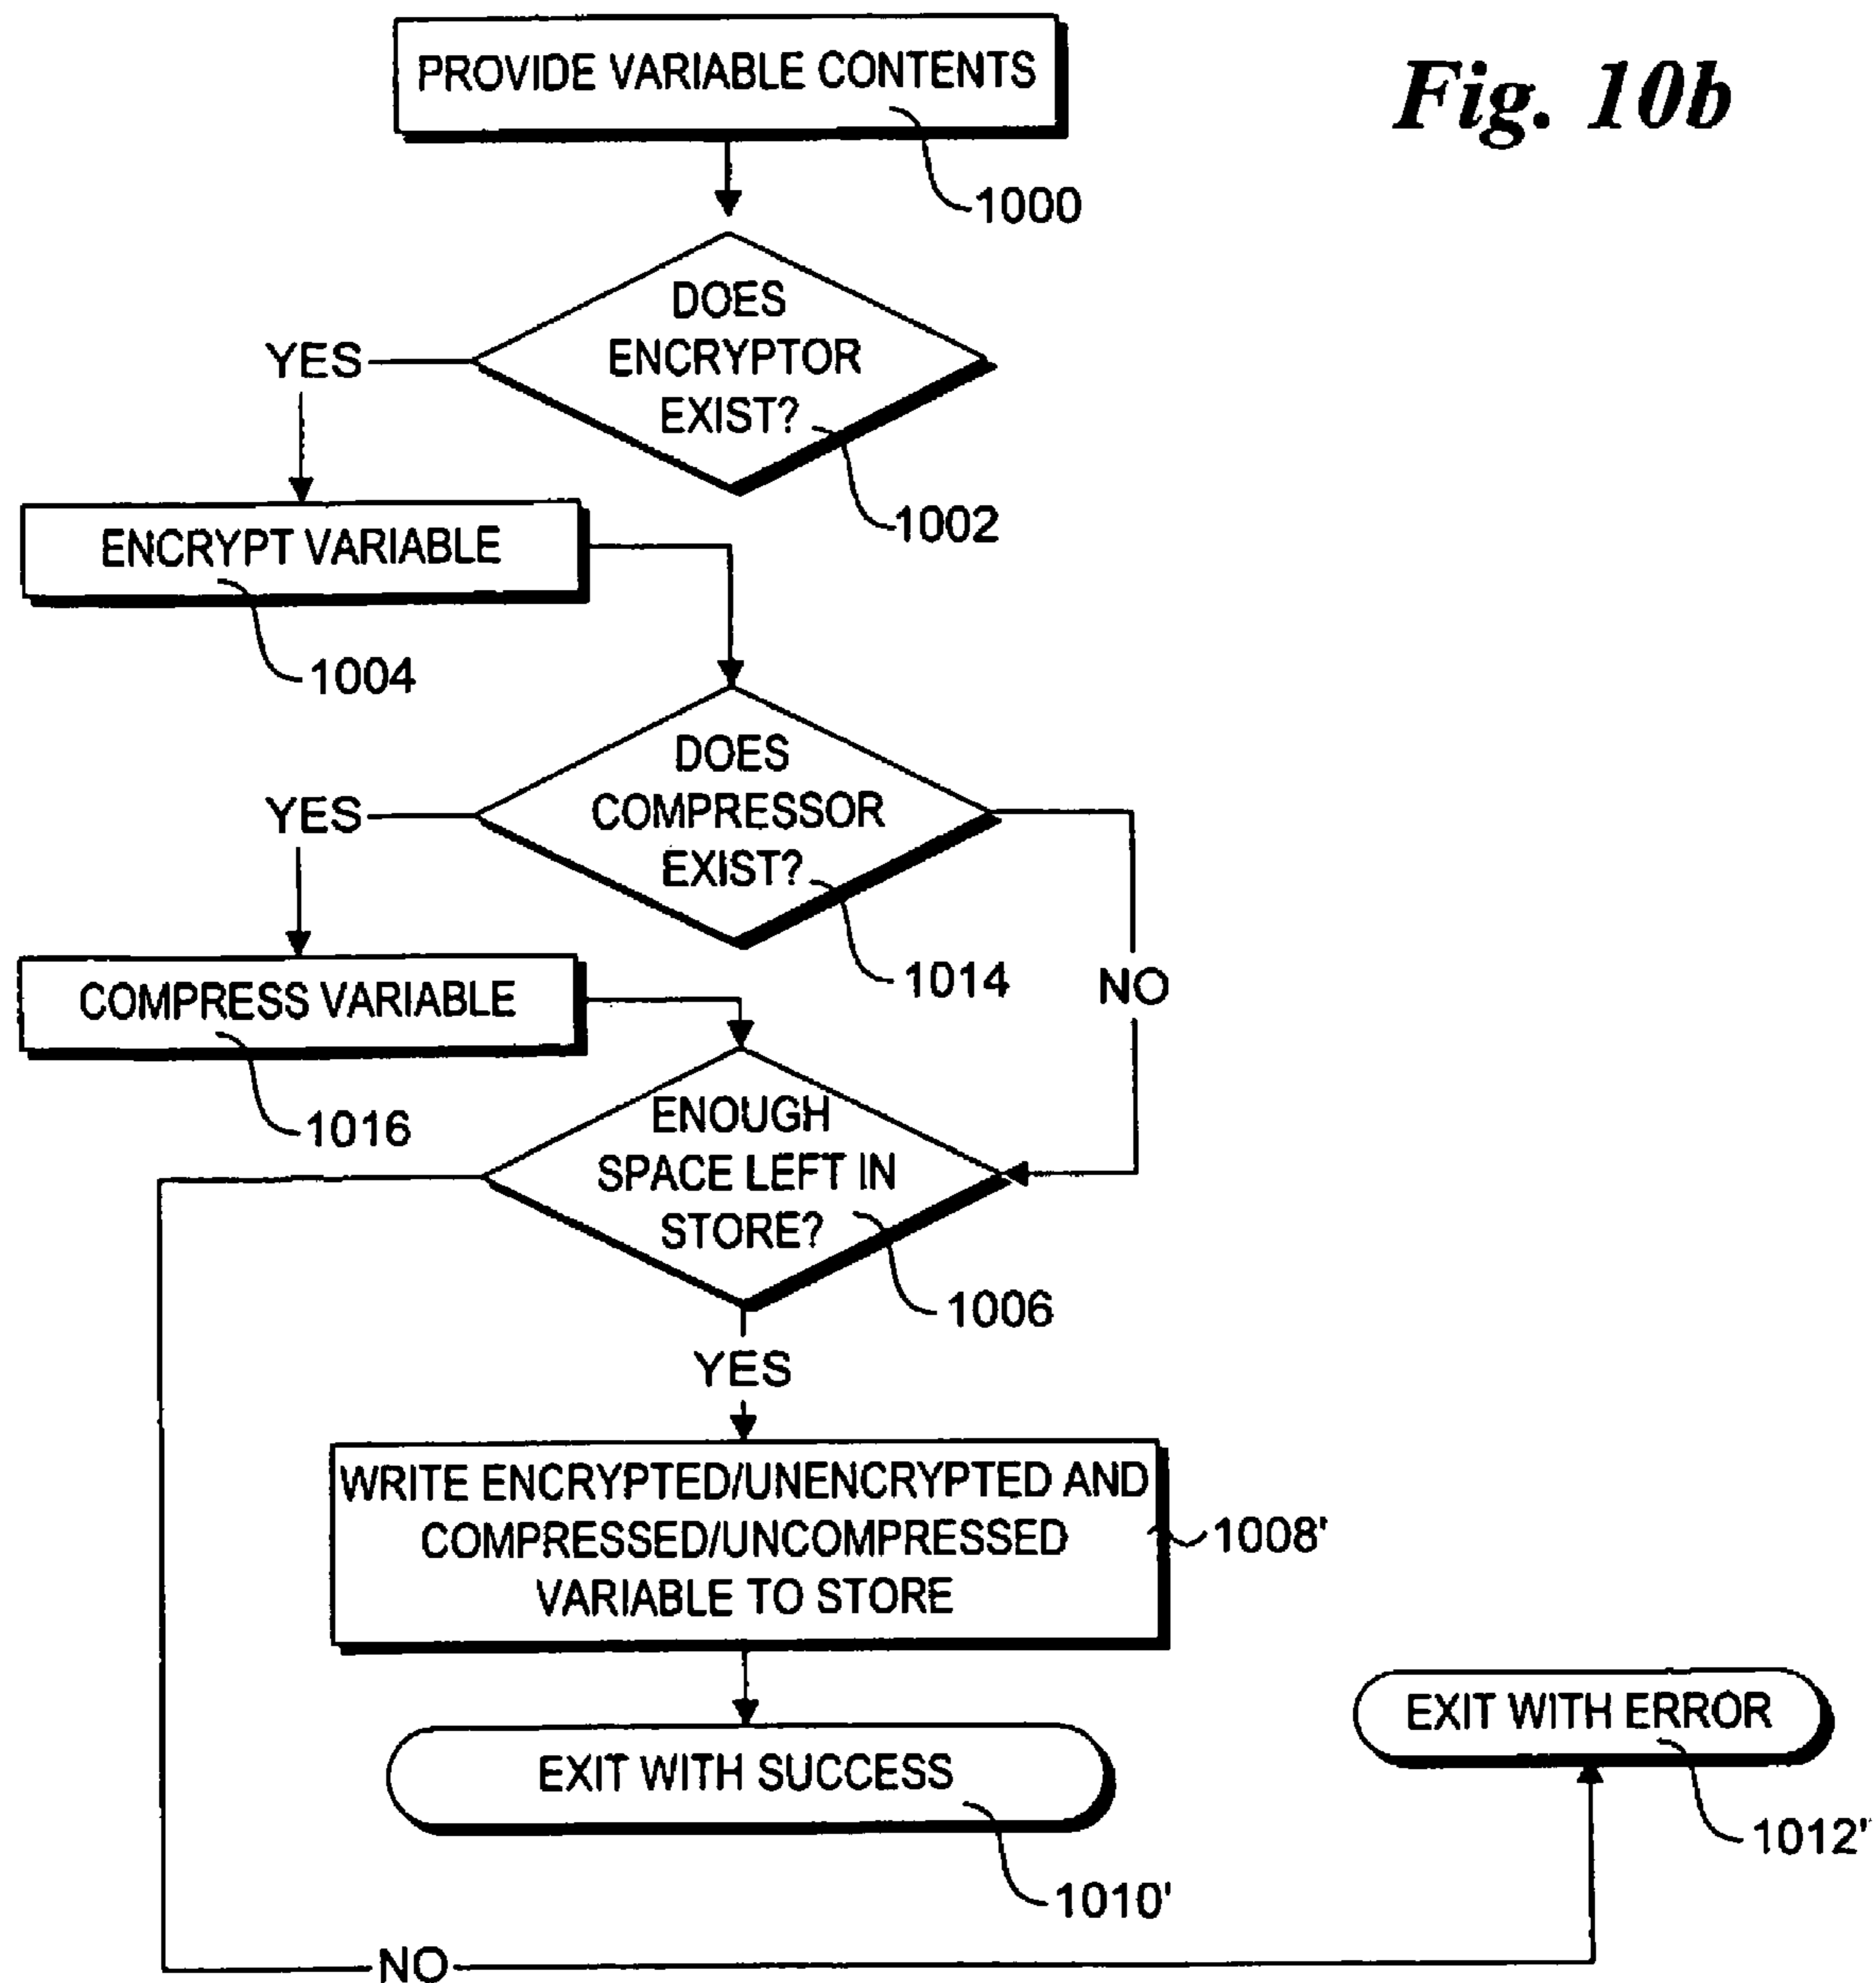 Fig. 10b
PROVIDE VARIABLE CONTENTS
1000
DOES
ENCRYPTOR
EXIST?
YES
1002
ENCRYPT VARIABLE
1004
DOES
COMPRESSOR
EXIST?
YES
1014
NO
COMPRESS VARIABLE
1016
ENOUGH
SPACE LEFT IN
STORE?
1006
YES
WRITE ENCRYPTED/UNENCRYPTED AND
COMPRESSED/UNCOMPRESSED
VARIABLE TO STORE
1008'
EXIT WITH SUCCESS
1010'
EXIT WITH ERROR
1012'
NO